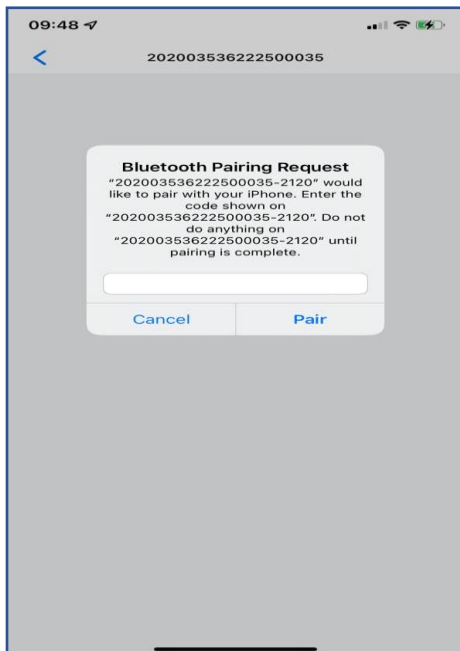 09:48
202003536222500035
Bluetooth Pairing Request
"202003536222500035-2120" would
like to pair with your iPhone. Enter the
code shown on
"202003536222500035-2120". Do not
do anything on
"202003536222500035-2120" until
pairing is complete.
Cancel
Pair